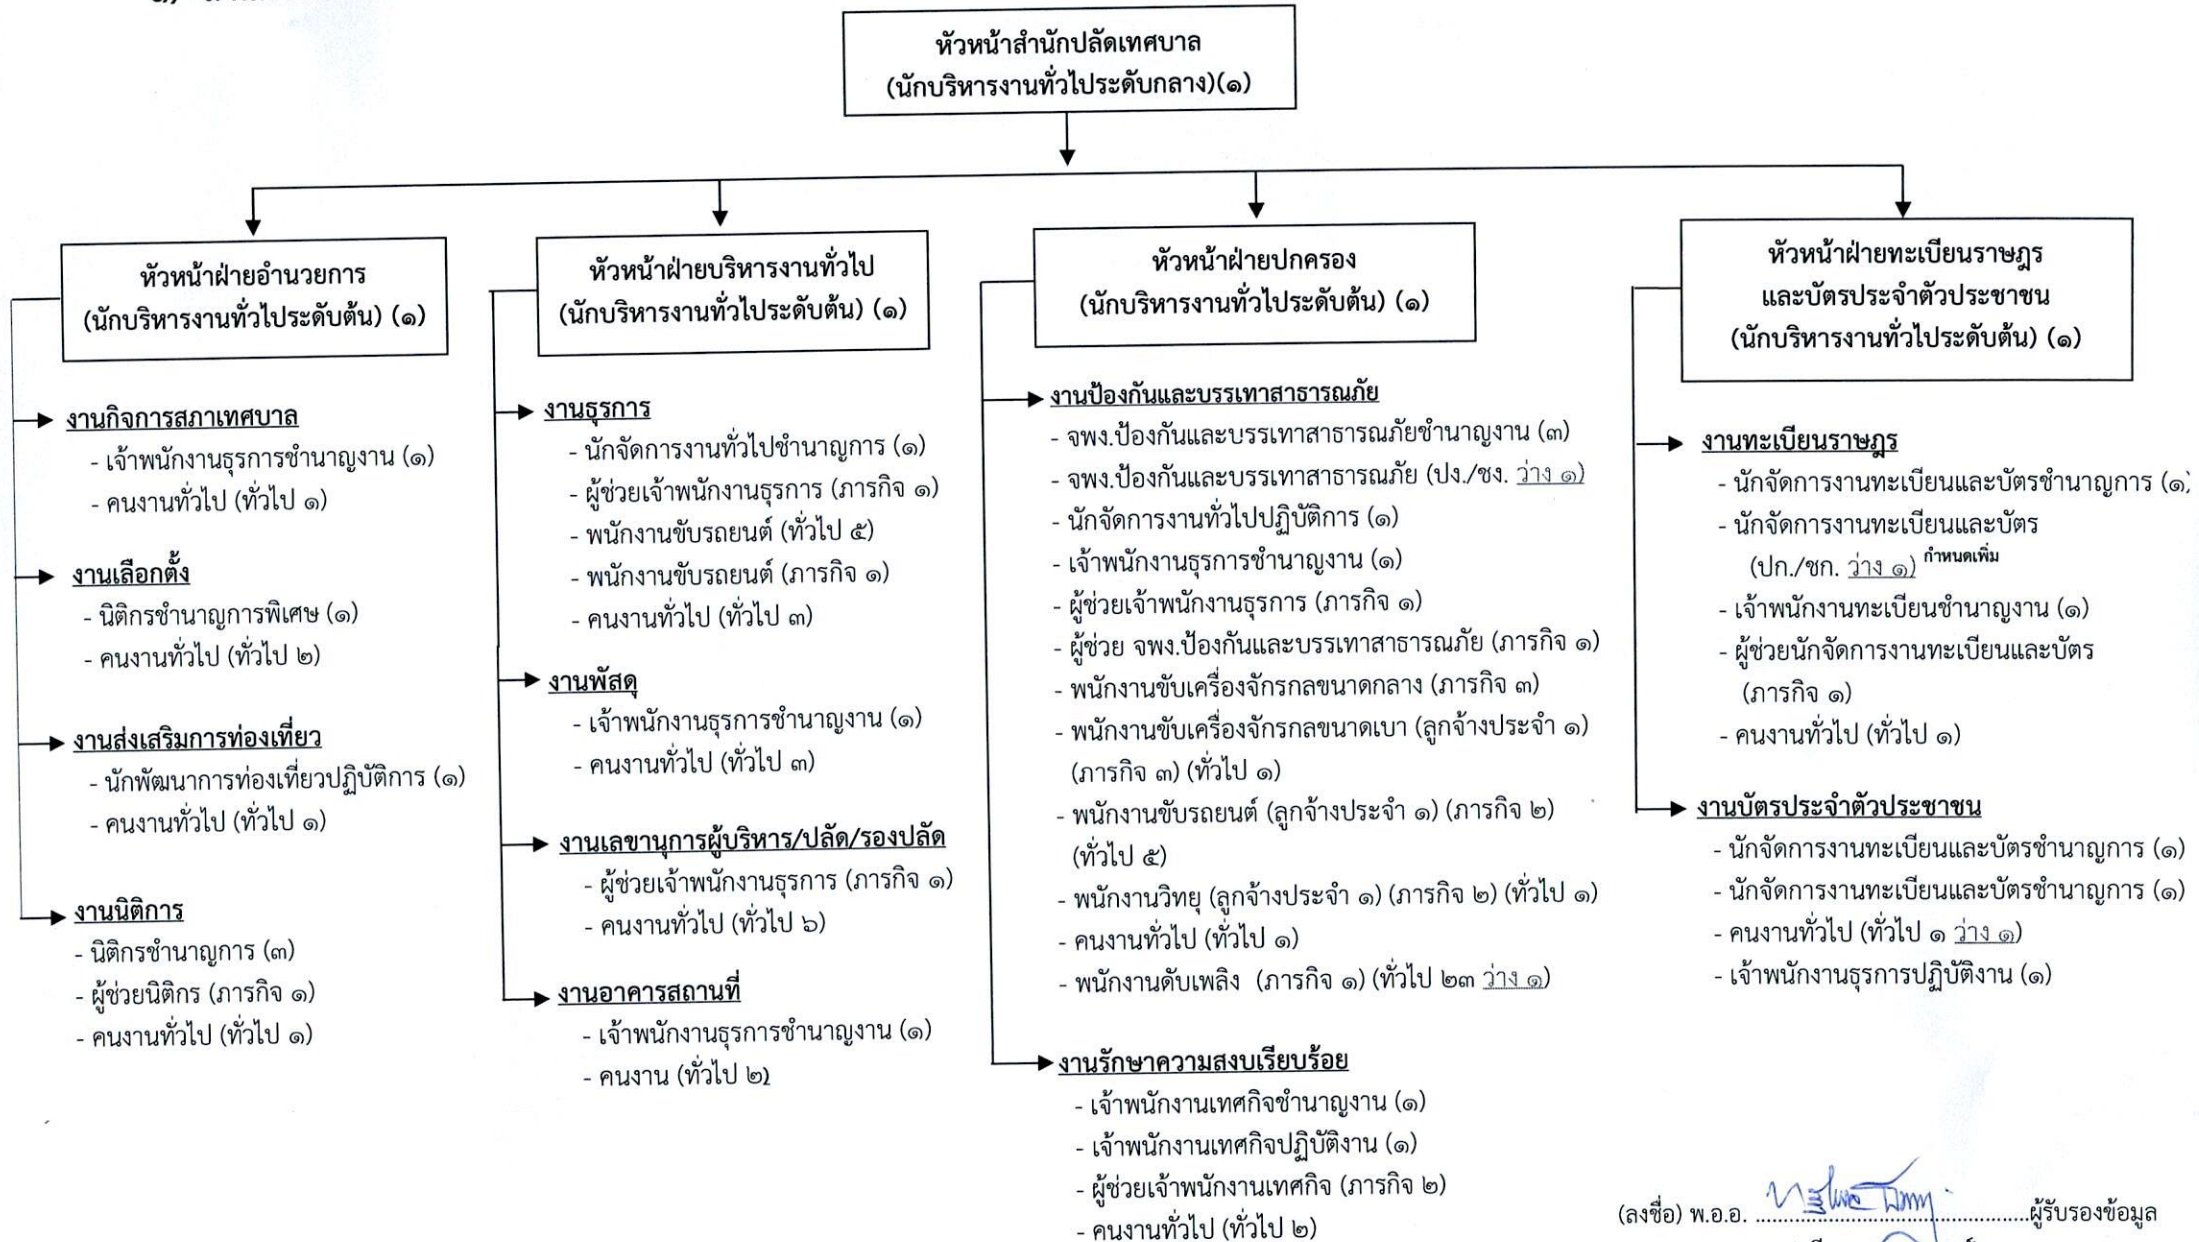 หัวหน้าสำนักปลัดเทศบาล
(นักบริหารงานทั่วไประดับกลาง)(๑)
หัวหน้าฝ่ายอำนวยการ
(นักบริหารงานทั่วไประดับต้น) (๑)
งานกิจการสภาเทศบาล
- เจ้าพนักงานธุรการชำนาญงาน (๑)
- คนงานทั่วไป (ทั่วไป ๑)
งานเลือกตั้ง
- นิติกรชำนาญการพิเศษ (๑)
- คนงานทั่วไป (ทั่วไป ๒)
งานส่งเสริมการท่องเที่ยว
- นักพัฒนาการท่องเที่ยวปฏิบัติการ (๑)
- คนงานทั่วไป (ทั่วไป ๑)
งานนิติการ
- นิติกรชำนาญการ (๓)
- ผู้ช่วยนิติกร (ภารกิจ ๑)
- คนงานทั่วไป (ทั่วไป ๑)
หัวหน้าฝ่ายบริหารงานทั่วไป
(นักบริหารงานทั่วไประดับต้น) (๑)
งานธุรการ
- นักจัดการงานทั่วไปชำนาญการ (๑)
- ผู้ช่วยเจ้าพนักงานธุรการ (ภารกิจ ๑)
- พนักงานขับรถยนต์ (ทั่วไป ๕)
- พนักงานขับรถยนต์ (ภารกิจ ๑)
- คนงานทั่วไป (ทั่วไป ๓)
งานพัสดุ
- เจ้าพนักงานธุรการชำนาญงาน (๑)
- คนงานทั่วไป (ทั่วไป ๓)
งานเลขานุการผู้บริหาร/ปลัด/รองปลัด
- ผู้ช่วยเจ้าพนักงานธุรการ (ภารกิจ ๑)
- คนงานทั่วไป (ทั่วไป ๖)
งานอาคารสถานที่
- เจ้าพนักงานธุรการชำนาญงาน (๑)
- คนงาน (ทั่วไป ๒)
หัวหน้าฝ่ายปกครอง
(นักบริหารงานทั่วไประดับต้น) (๑)
งานป้องกันและบรรเทาสาธารณภัย
- จพง.ป้องกันและบรรเทาสาธารณภัยชำนาญงาน (๓)
- จพง.ป้องกันและบรรเทาสาธารณภัย (ปง./ชง. ว่าง ๑)
- นักจัดการงานทั่วไปปฏิบัติการ (๑)
- เจ้าพนักงานธุรการชำนาญงาน (๑)
- ผู้ช่วยเจ้าพนักงานธุรการ (ภารกิจ ๑)
- ผู้ช่วย จพง.ป้องกันและบรรเทาสาธารณภัย (ภารกิจ ๑)
- พนักงานขับเครื่องจักรกลขนาดกลาง (ภารกิจ ๓)
- พนักงานขับเครื่องจักรกลขนาดเบา (ลูกจ้างประจำ ๑)
(ภารกิจ ๓) (ทั่วไป ๑)
- พนักงานขับรถยนต์ (ลูกจ้างประจำ ๑) (ภารกิจ ๒)
(ทั่วไป ๕)
- พนักงานวิทยุ (ลูกจ้างประจำ ๑) (ภารกิจ ๒) (ทั่วไป ๑)
- คนงานทั่วไป (ทั่วไป ๑)
- พนักงานดับเพลิง (ภารกิจ ๑) (ทั่วไป ๒๓ ว่าง ๑)
งานรักษาความสงบเรียบร้อย
- เจ้าพนักงานเทศกิจชำนาญงาน (๑)
- เจ้าพนักงานเทศกิจปฏิบัติงาน (๑)
- ผู้ช่วยเจ้าพนักงานเทศกิจ (ภารกิจ ๒)
- คนงานทั่วไป (ทั่วไป ๒)
หัวหน้าฝ่ายทะเบียนราษฎร
และบัตรประจำตัวประชาชน
(นักบริหารงานทั่วไประดับต้น) (๑)
งานทะเบียนราษฎร
- นักจัดการงานทะเบียนและบัตรชำนาญการ (๑)
- นักจัดการงานทะเบียนและบัตร
(ปก./ชก. ว่าง ๑) กำหนดเพิ่ม
- เจ้าพนักงานทะเบียนชำนาญงาน (๑)
- ผู้ช่วยนักจัดการงานทะเบียนและบัตร
(ภารกิจ ๑)
- คนงานทั่วไป (ทั่วไป ๑)
งานบัตรประจำตัวประชาชน
- นักจัดการงานทะเบียนและบัตรชำนาญการ (๑)
- นักจัดการงานทะเบียนและบัตรชำนาญการ (๑)
- คนงานทั่วไป (ทั่วไป ๑ ว่าง ๑)
- เจ้าพนักงานธุรการปฏิบัติงาน (๑)
(ลงชื่อ) พ.อ.อ. ........................................ผู้รับรองข้อมูล